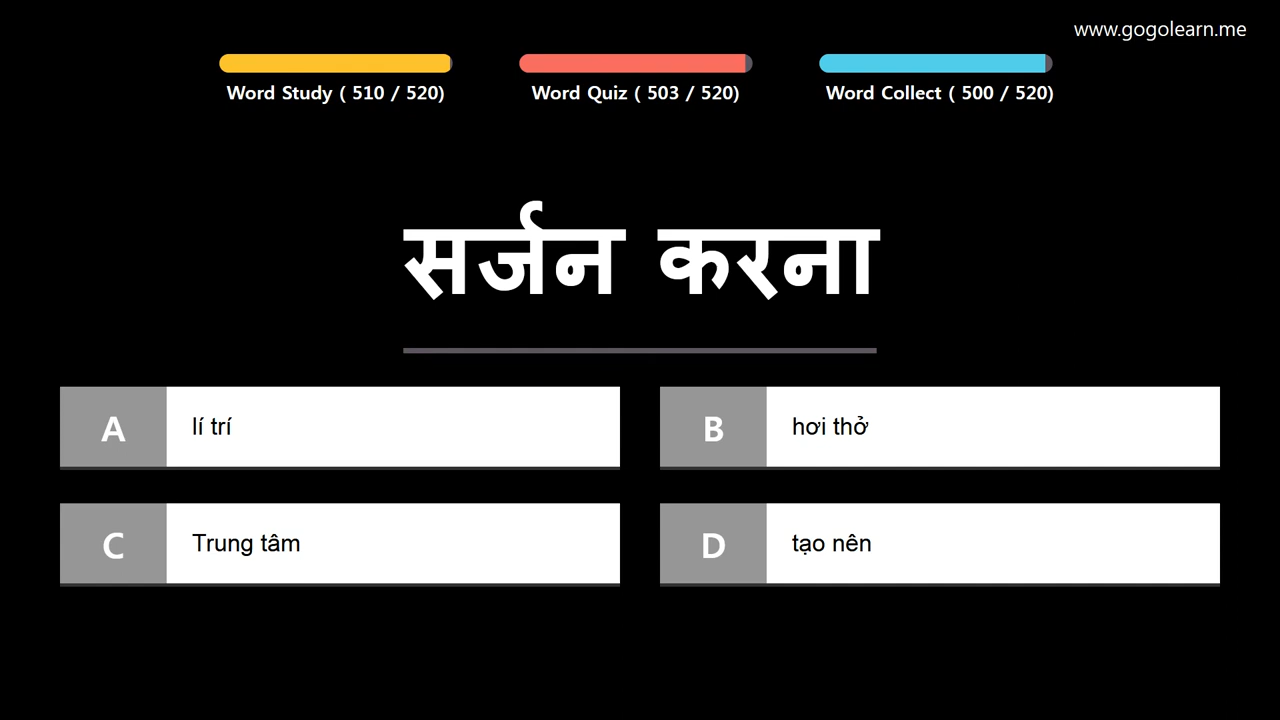 www.gogolearn.me
Word Study ( 510 / 520)
Word Quiz ( 503 / 520)
Word Collect ( 500 / 520)
सर्जन करना
A
lí trí
B
hơi thở
C
Trung tâm
D
tạo nên